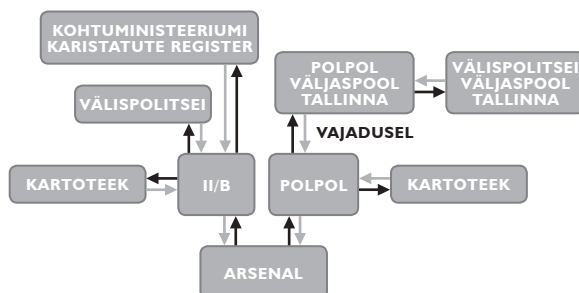 KOHTUMINISTEERIUMI
KARISTATUTE REGISTER
POLPOL
VÄLJASPOOL
TALLINNA
VÄLISPOLITSEI
VÄLJASPOOL
TALLINNA
VÄLISPOLITSEI
VAJADUSEL
KARTOTEEK
II/B
POLPOL
KARTOTEEK
ARSENAL